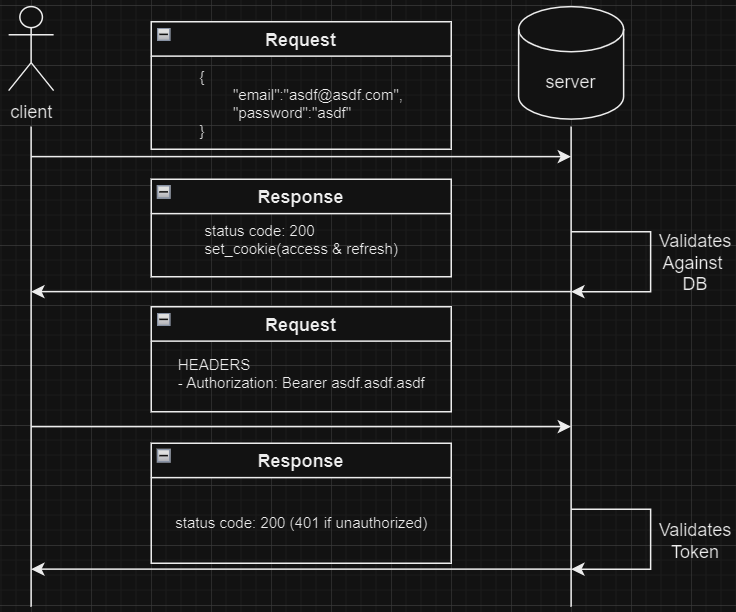 client
server
Request
{
"email":"asdf@asdf.com",
"password":"asdf"
}
Response
status code: 200
set_cookie(access & refresh)
Validates
Against
DB
Request
HEADERS
- Authorization: Bearer asdf.asdf.asdf
Response
status code: 200 (401 if unauthorized)
Validates
Token